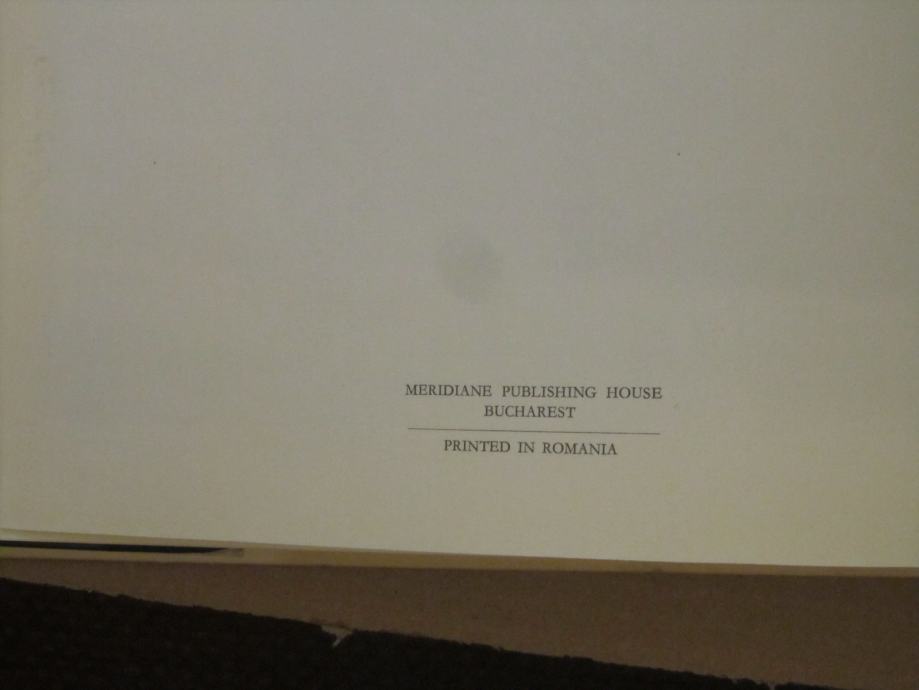 MERIDIANE PUBLISHING HOUSE
BUCHAREST
PRINTED IN ROMANIA